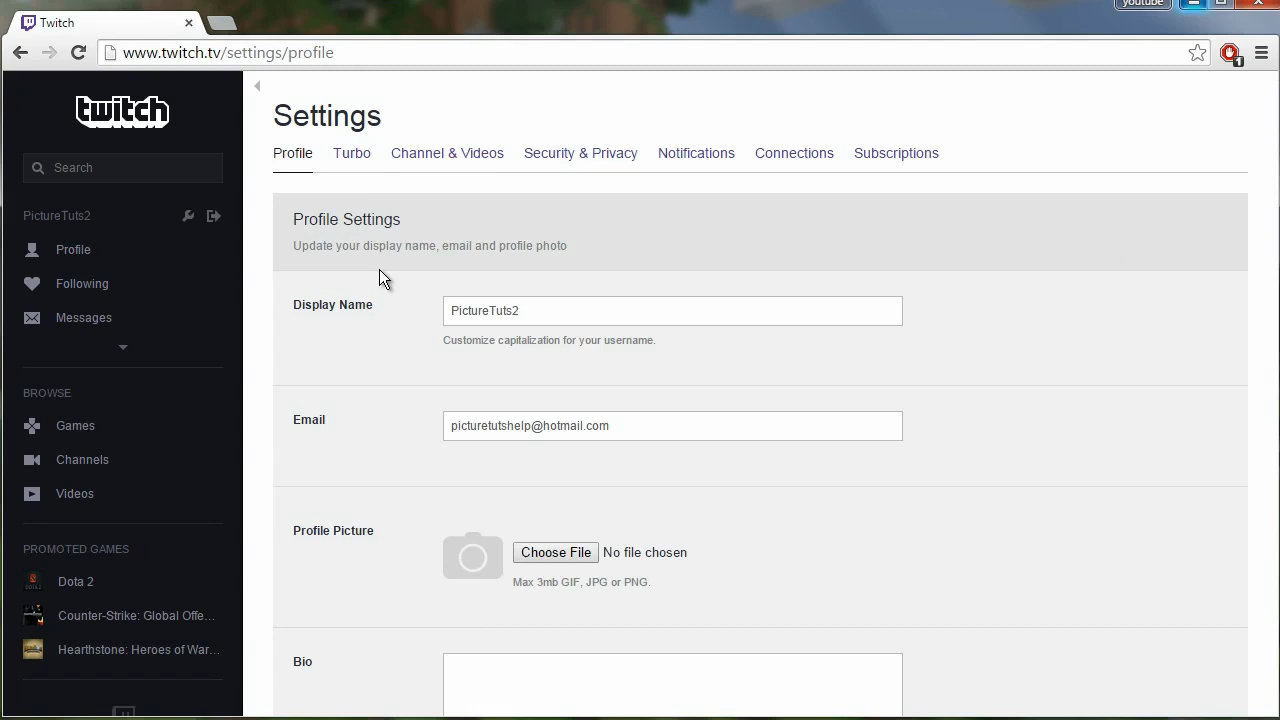 youtube
Twitch
www.twitch.tv/settings/profile
1
twitch
Search
PictureTuts2
Profile
Following
Messages
BROWSE
Games
Channels
Videos
PROMOTED GAMES
Dota 2
Counter-Strike: Global Offe...
Hearthstone: Heroes of War...
Settings
Profile Turbo Channel & Videos Security & Privacy Notifications Connections Subscriptions
Profile Settings
Update your display name, email and profile photo
Display Name PictureTuts2
Customize capitalization for your username.
Email picturetutshelp@hotmail.com
Profile Picture Choose File No file chosen
Max 3mb GIF, JPG or PNG.
Bio